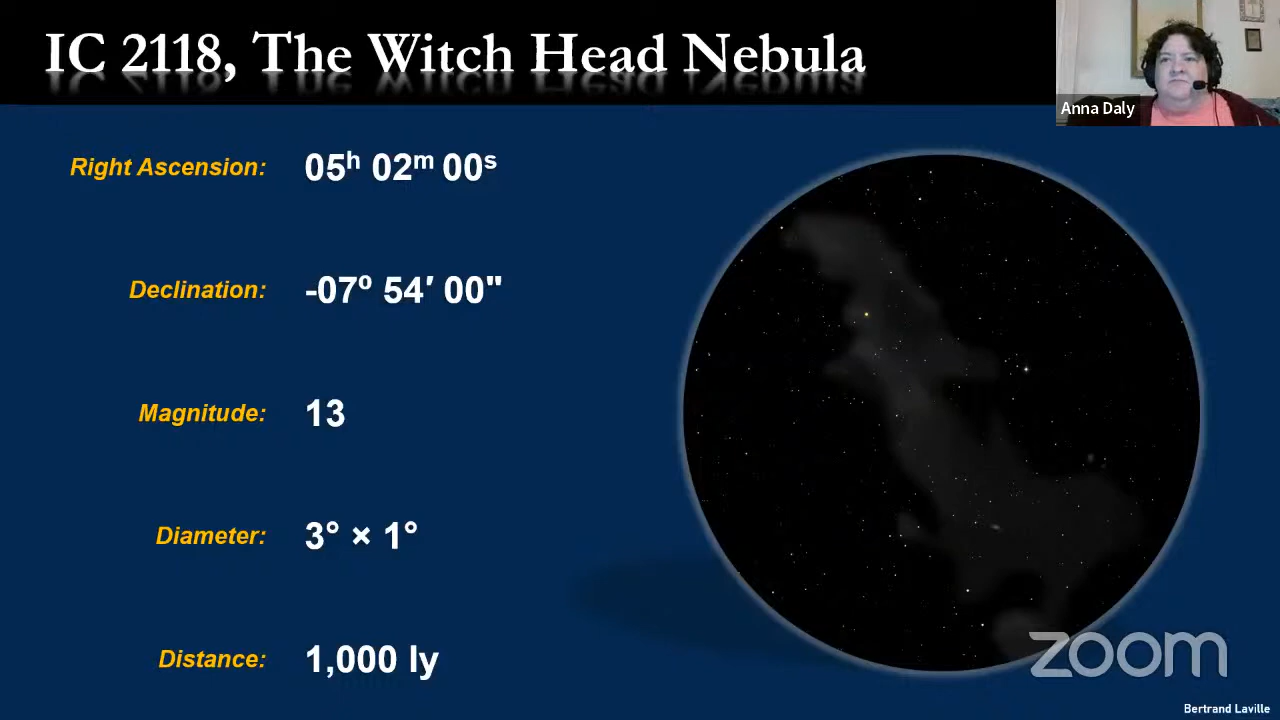 IC 2118, The Witch Head Nebula
Anna Daly
Right Ascension: 05ʰ 02ᵐ 00ˢ
Declination: -07º 54′ 00"
Magnitude: 13
Diameter: 3° × 1°
Distance: 1,000 ly
zoom
Bertrand Laville